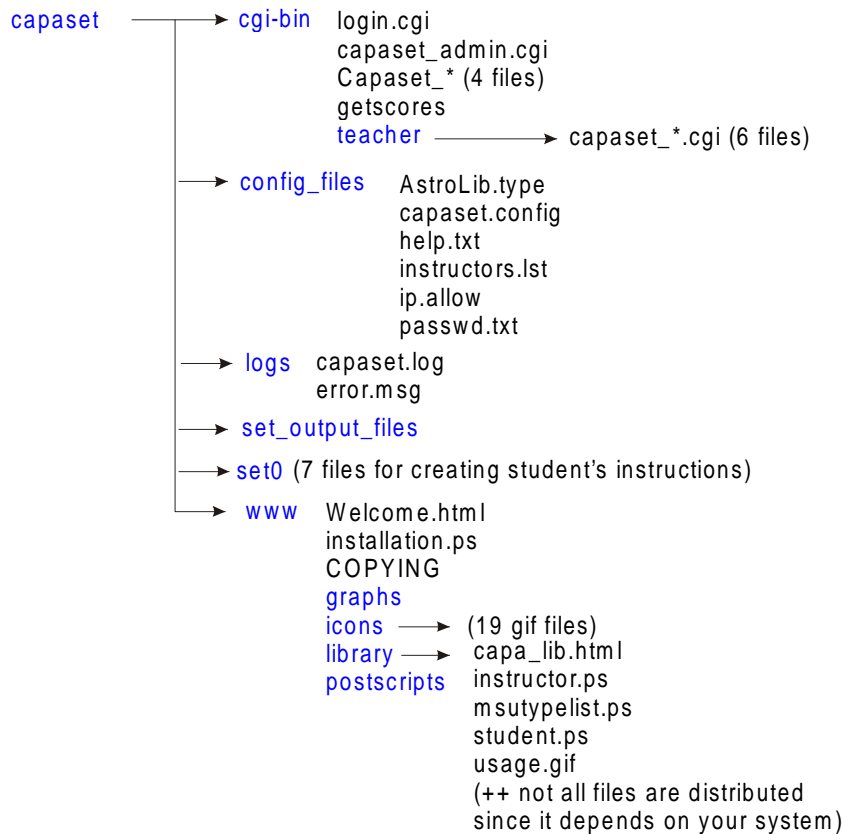 capaset
cgi-bin
login.cgi
capaset_admin.cgi
Capaset_* (4 files)
getscores
teacher
capaset_*.cgi (6 files)
config_files
AstroLib.type
capaset.config
help.txt
instructors.lst
ip.allow
passwd.txt
logs
capaset.log
error.msg
set_output_files
set0 (7 files for creating student's instructions)
www
Welcome.html
installation.ps
COPYING
graphs
icons
(19 gif files)
library
capa_lib.html
postscripts
instructor.ps
msutypelist.ps
student.ps
usage.gif
(++ not all files are distributed
since it depends on your system)